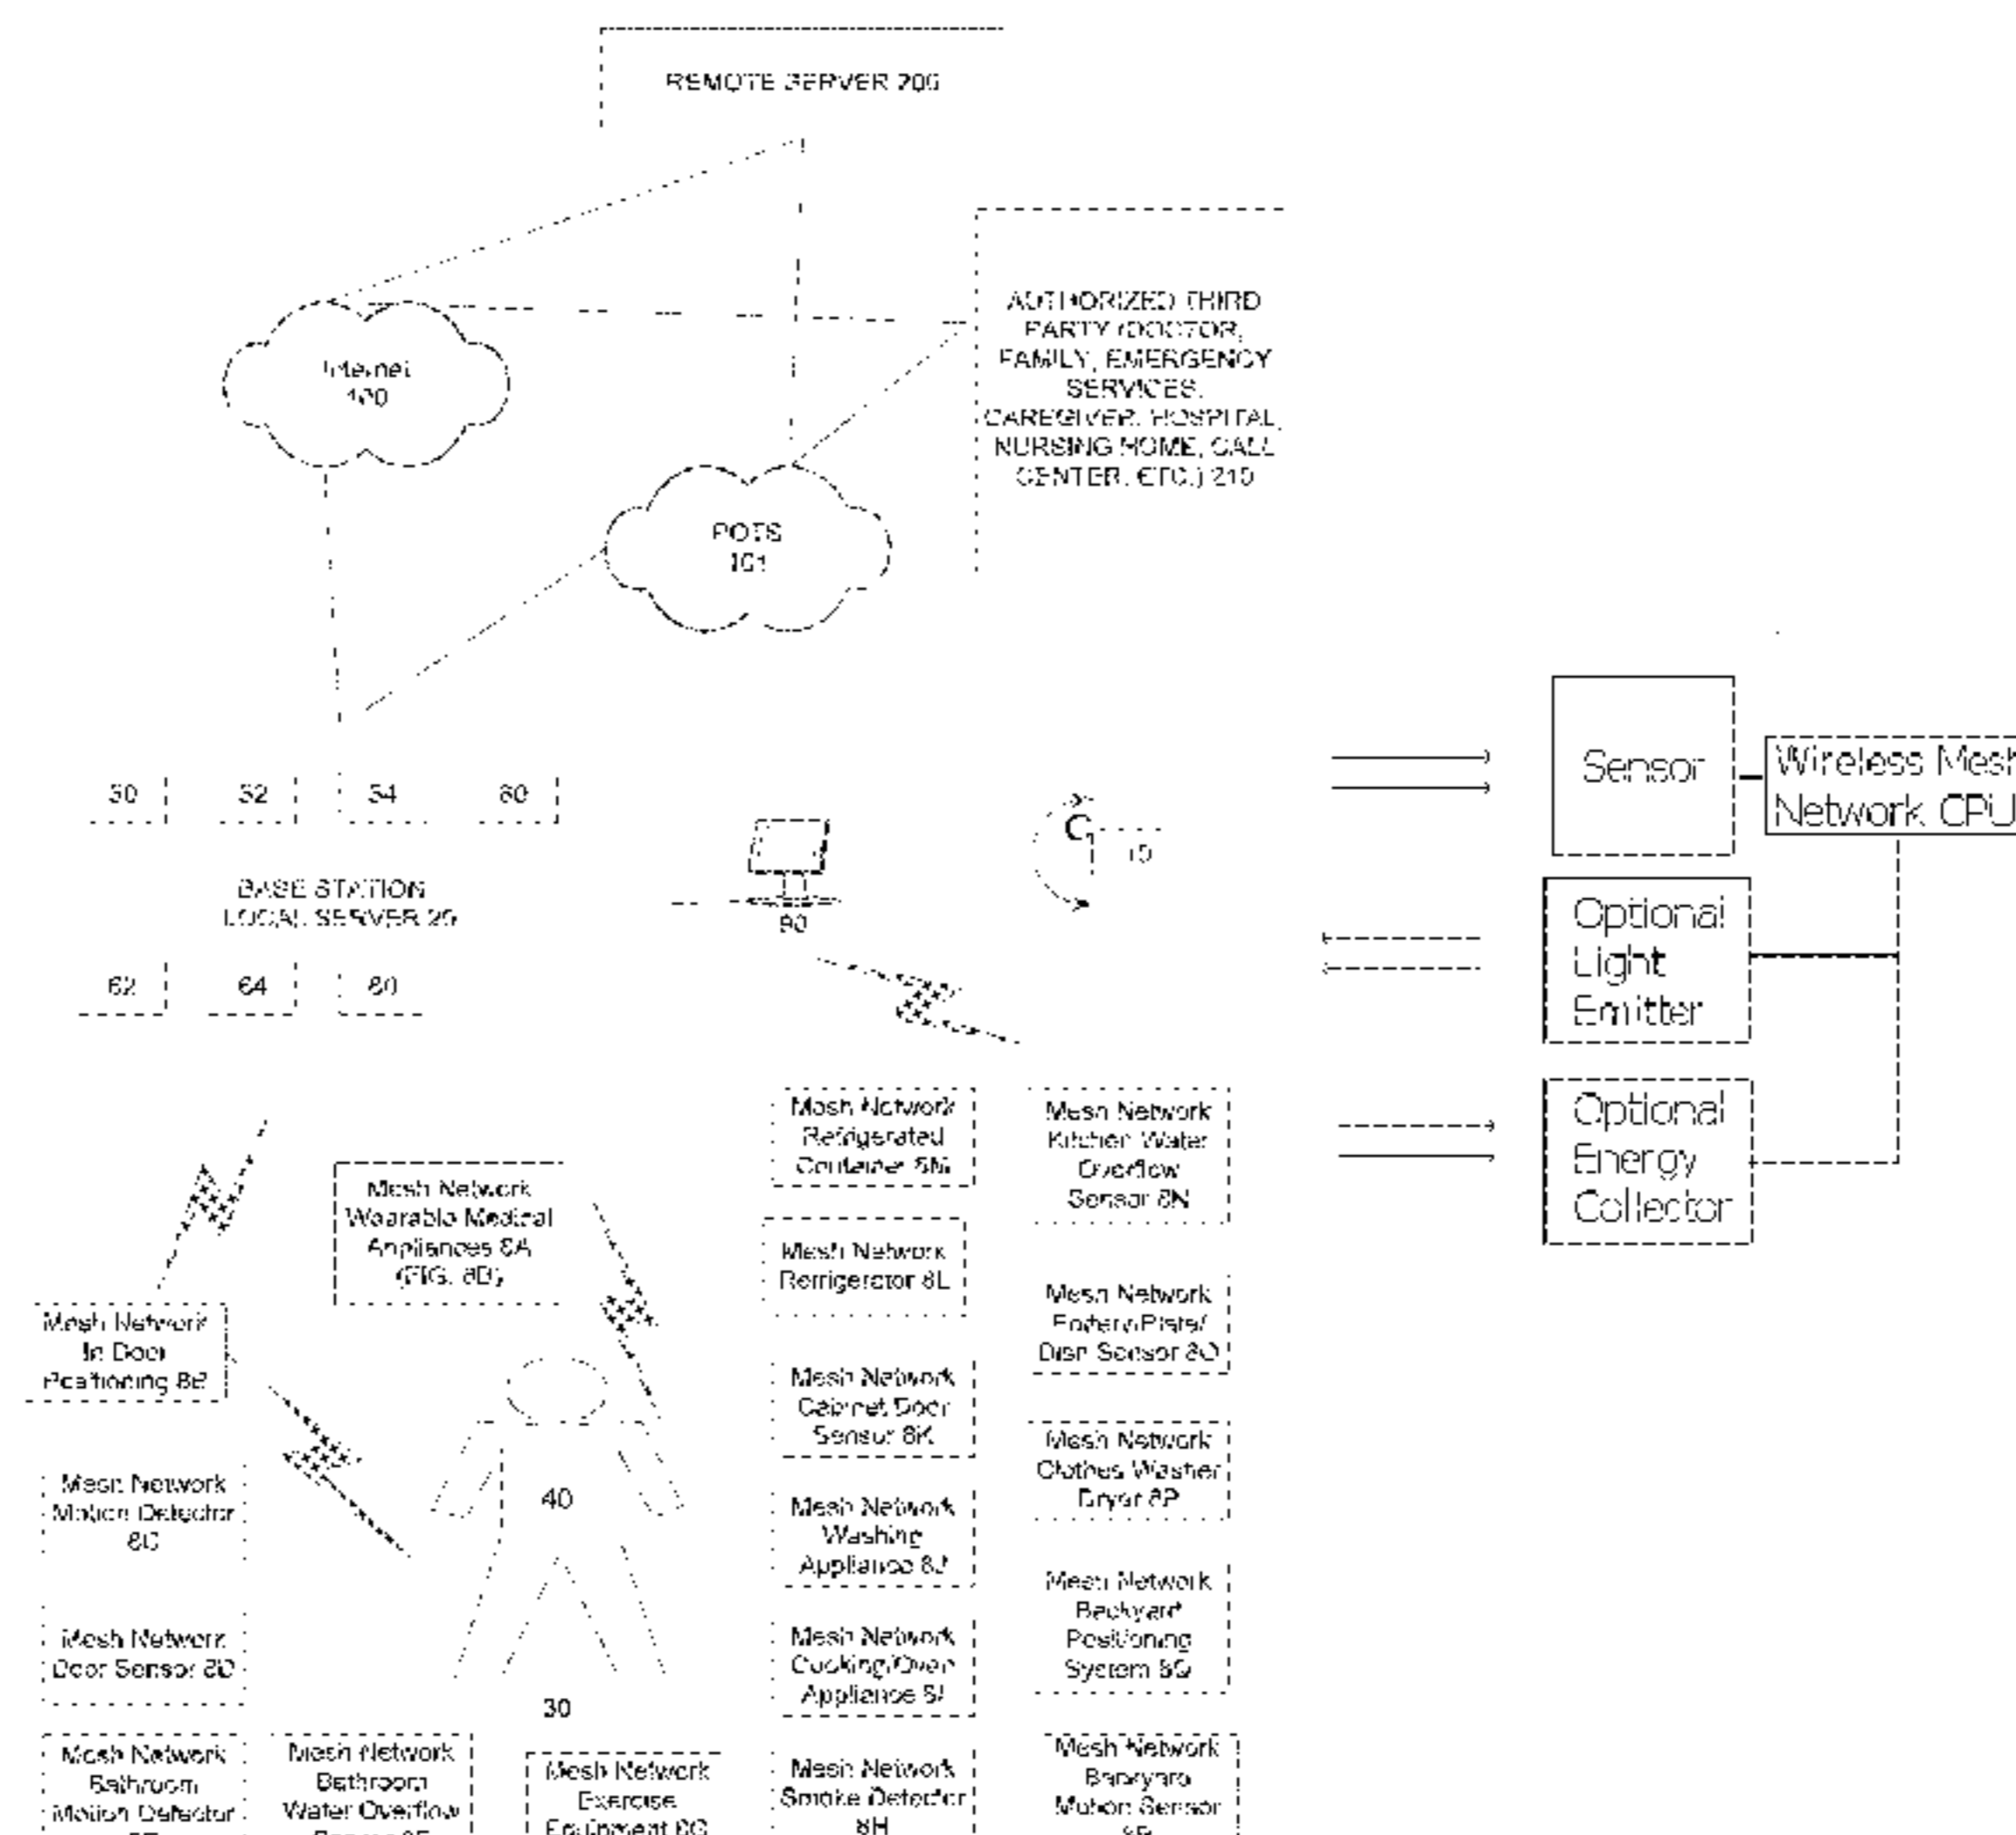 REMOTE SERVER 200
AUTHORIZED THIRD
PARTY (DOCTOR,
FAMILY, EMERGENCY
SERVICES,
CAREGIVER, HOSPITAL,
NURSING HOME, CALL
CENTER, ETC.) 210
Internet
100
POTS
101
Sensor
Wireless Mesh
Network CPU
BASE STATION
LOCAL SERVER 20
62
64
80
90
10
Optional
Light
Emitter
Optional
Energy
Collector
Mesh Network
Wearable Medical
Appliances 8A
(FIG. 8B)
Mesh Network
In Door
Positioning 8B
Mesh Network
Motion Detector
8C
Mesh Network
Door Sensor 8D
Mesh Network
Bathroom
Motion Detector
Mesh Network
Bathroom
Water Overflow
40
30
Mesh Network
Exercise
Equipment 8G
Mesh Network
Refrigerated
Container 8M
Mesh Network
Refrigerator 8L
Mesh Network
Cabinet Door
Sensor 8K
Mesh Network
Washing
Appliance 8J
Mesh Network
Cooking/Oven
Appliance 8I
Mesh Network
Smoke Detector
8H
Mesh Network
Kitchen Water
Overflow
Sensor 8N
Mesh Network
Plate/
Dish Sensor 8O
Mesh Network
Clothes Washer
Dryer 8P
Mesh Network
Backyard
Positioning
System 8Q
Mesh Network
Backyard
Motion Sensor